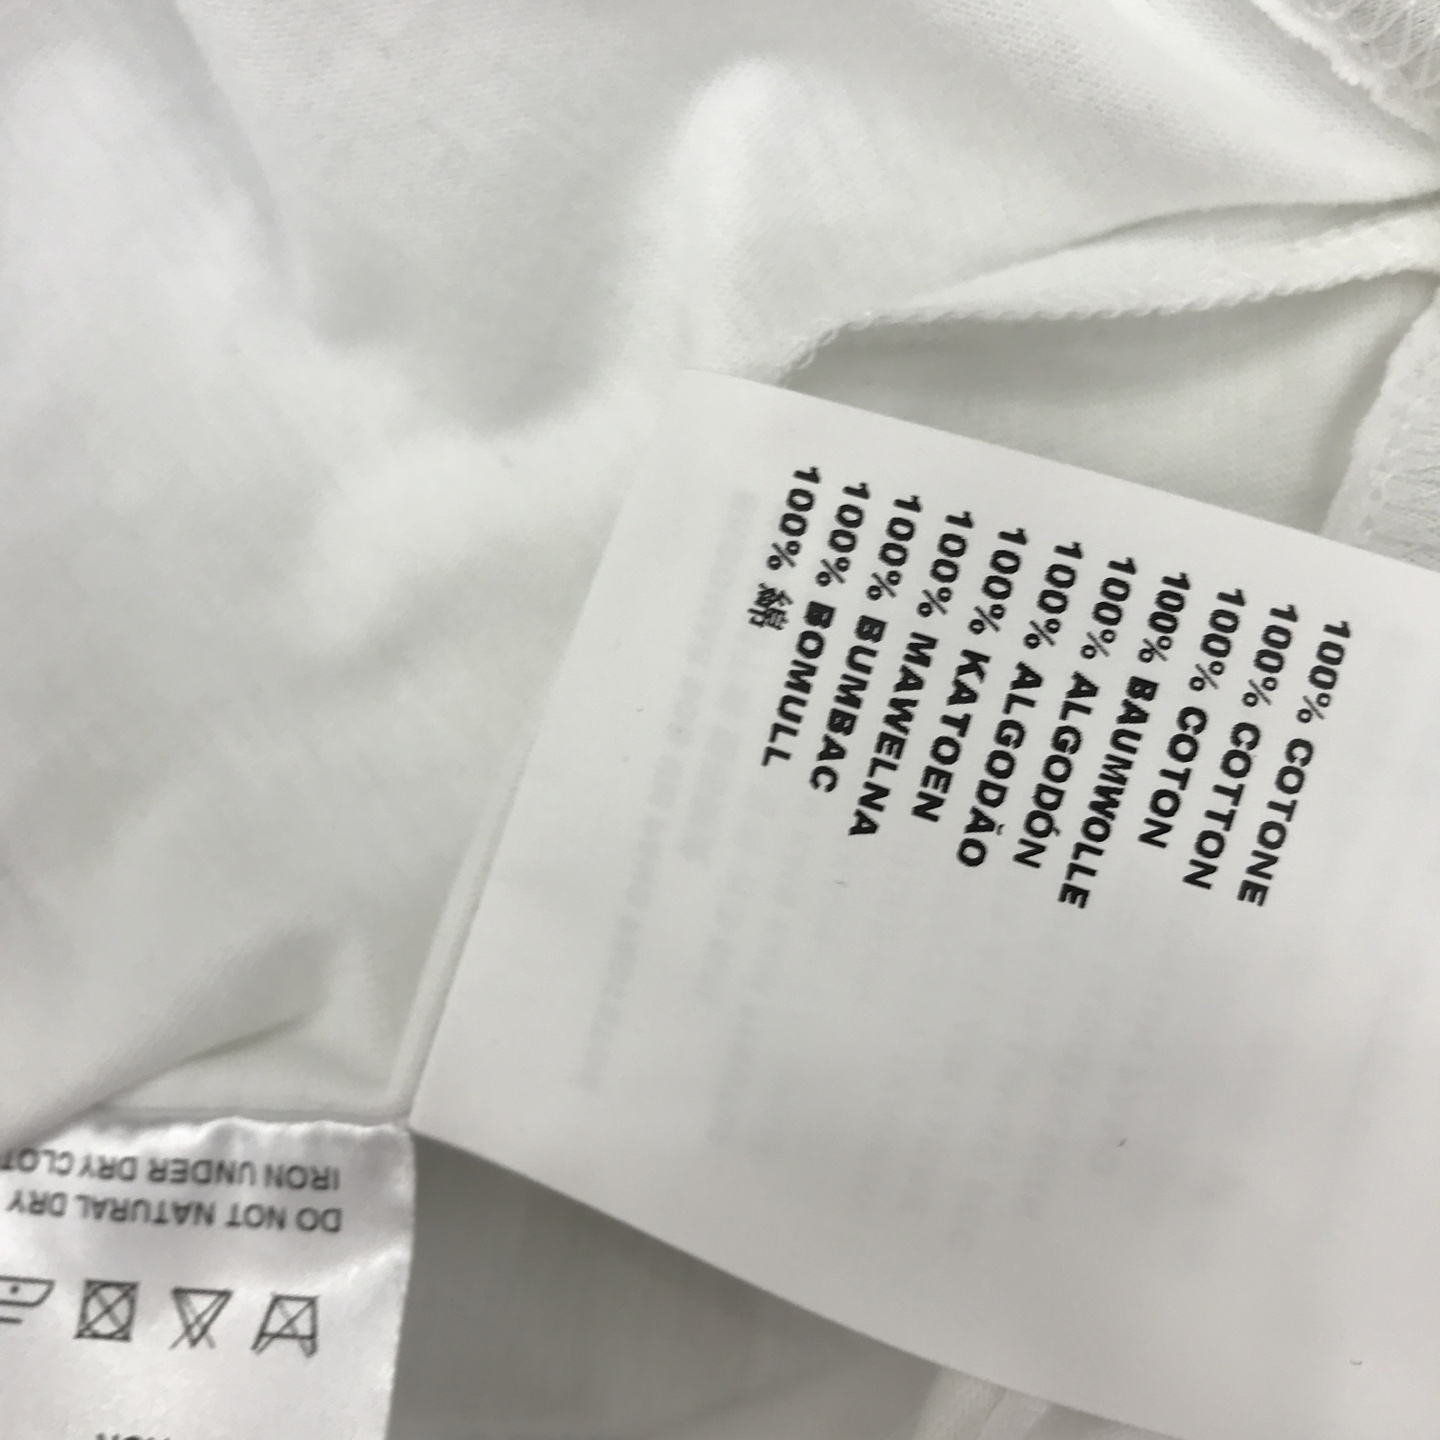 100% COTONE
100% COTTON
100% COTON
100% BAUMWOLLE
100% ALGODÓN
100% ALGODÃO
100% KATOEN
100% MAWELNA
100% BUMBAC
100% BOMULL
100% 綿
DO NOT NATURAL DRY
IRON UNDER DRY